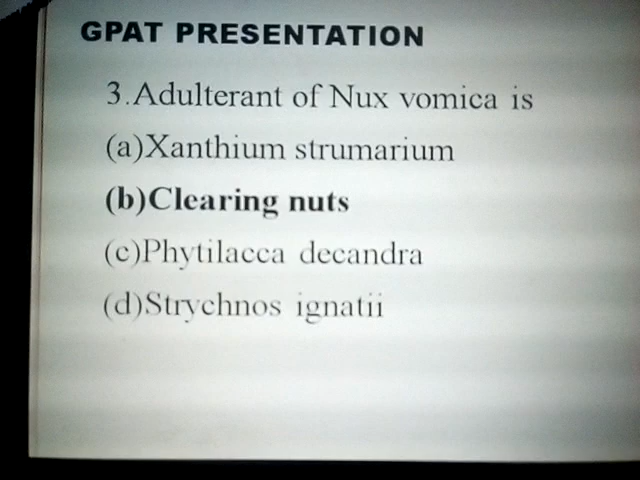 GPAT PRESENTATION
3.Adulterant of Nux vomica is
(a)Xanthium strumarium
(b)Clearing nuts
(c)Phytilacca decandra
(d)Strychnos ignatii